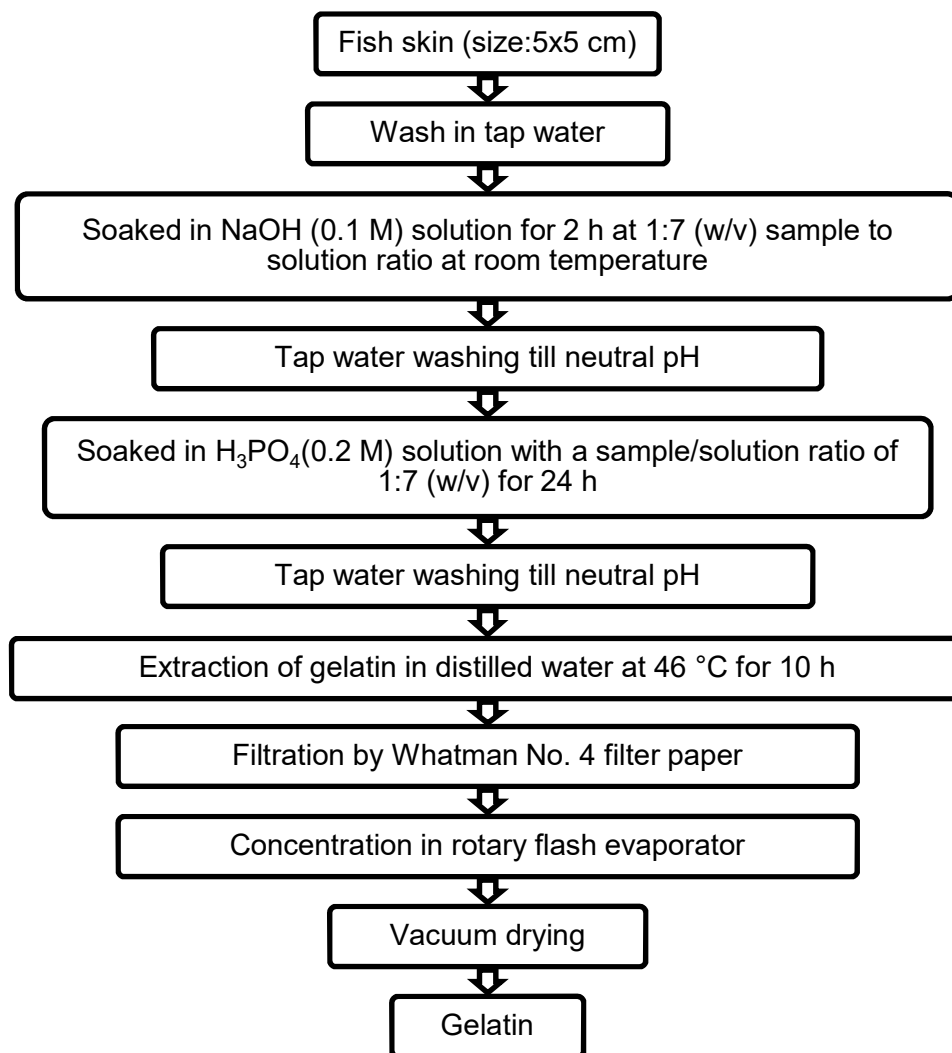 Fish skin (size:5x5 cm)
Wash in tap water
Soaked in NaOH (0.1 M) solution for 2 h at 1:7 (w/v) sample to
solution ratio at room temperature
Tap water washing till neutral pH
Soaked in H₃PO₄(0.2 M) solution with a sample/solution ratio of
1:7 (w/v) for 24 h
Tap water washing till neutral pH
Extraction of gelatin in distilled water at 46 °C for 10 h
Filtration by Whatman No. 4 filter paper
Concentration in rotary flash evaporator
Vacuum drying
Gelatin